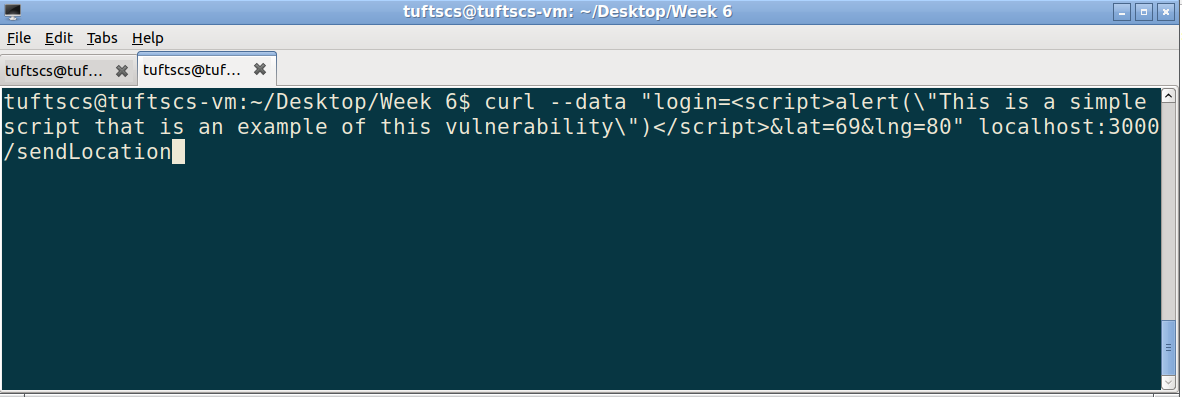 tuftscs@tuftscs-vm: ~/Desktop/Week 6
File Edit Tabs Help
tuftscs@tuf... tuftscs@tuf...
tuftscs@tuftscs-vm:~/Desktop/Week 6$ curl --data "login=<script>alert(\"This is a simple
script that is an example of this vulnerability\")</script>&lat=69&lng=80" localhost:3000
/sendLocation